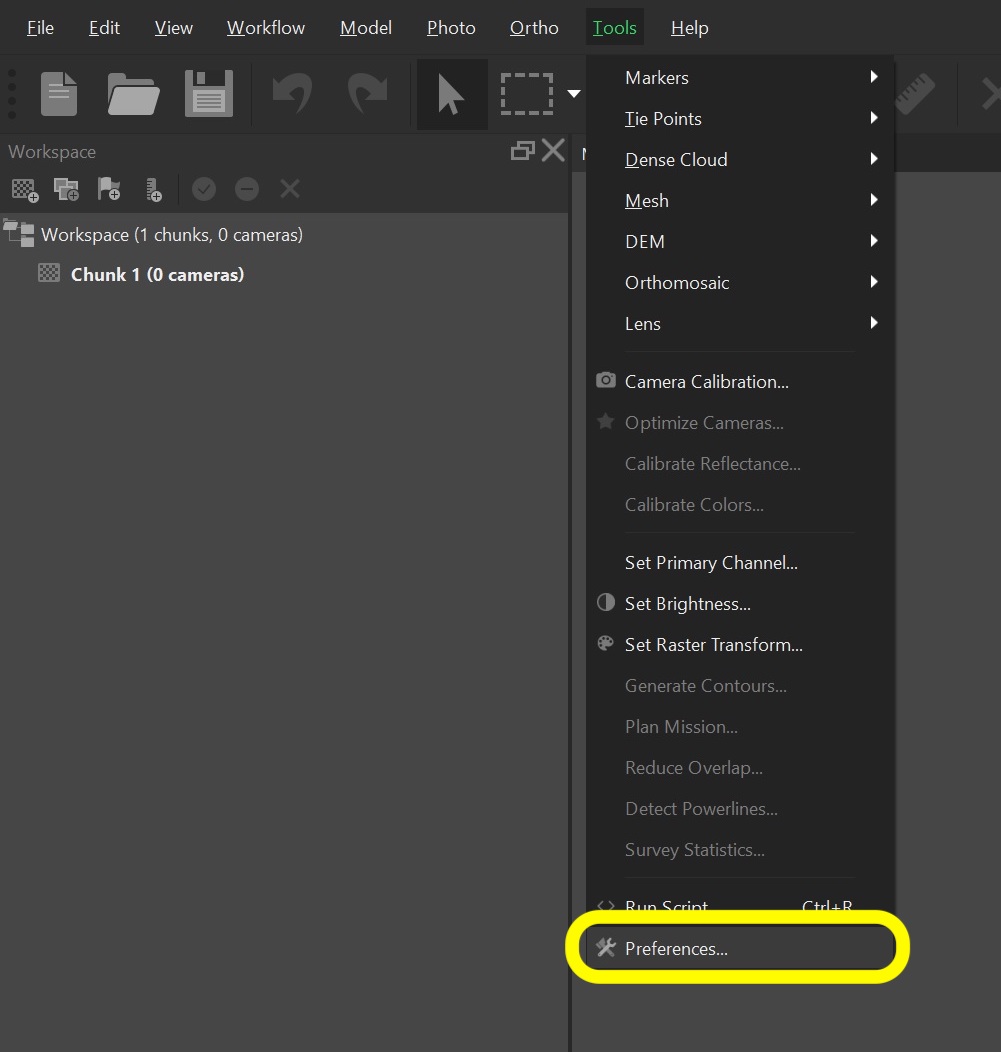 File Edit View Workflow Model Photo Ortho Tools Help
Workspace
Workspace (1 chunks, 0 cameras)
Chunk 1 (0 cameras)
Markers
Tie Points
Dense Cloud
Mesh
DEM
Orthomosaic
Lens
Camera Calibration...
Optimize Cameras...
Calibrate Reflectance...
Calibrate Colors...
Set Primary Channel...
Set Brightness...
Set Raster Transform...
Generate Contours...
Plan Mission...
Reduce Overlap...
Detect Powerlines...
Survey Statistics...
Run Script Ctrl+R
Preferences...